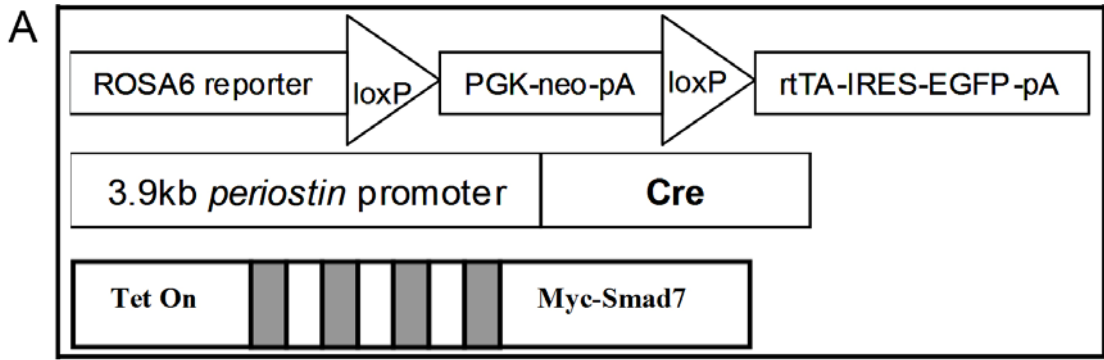 A
ROSA6 reporter loxP PGK-neo-pA loxP rtTA-IRES-EGFP-pA
3.9kb periostin promoter Cre
Tet On Myc-Smad7